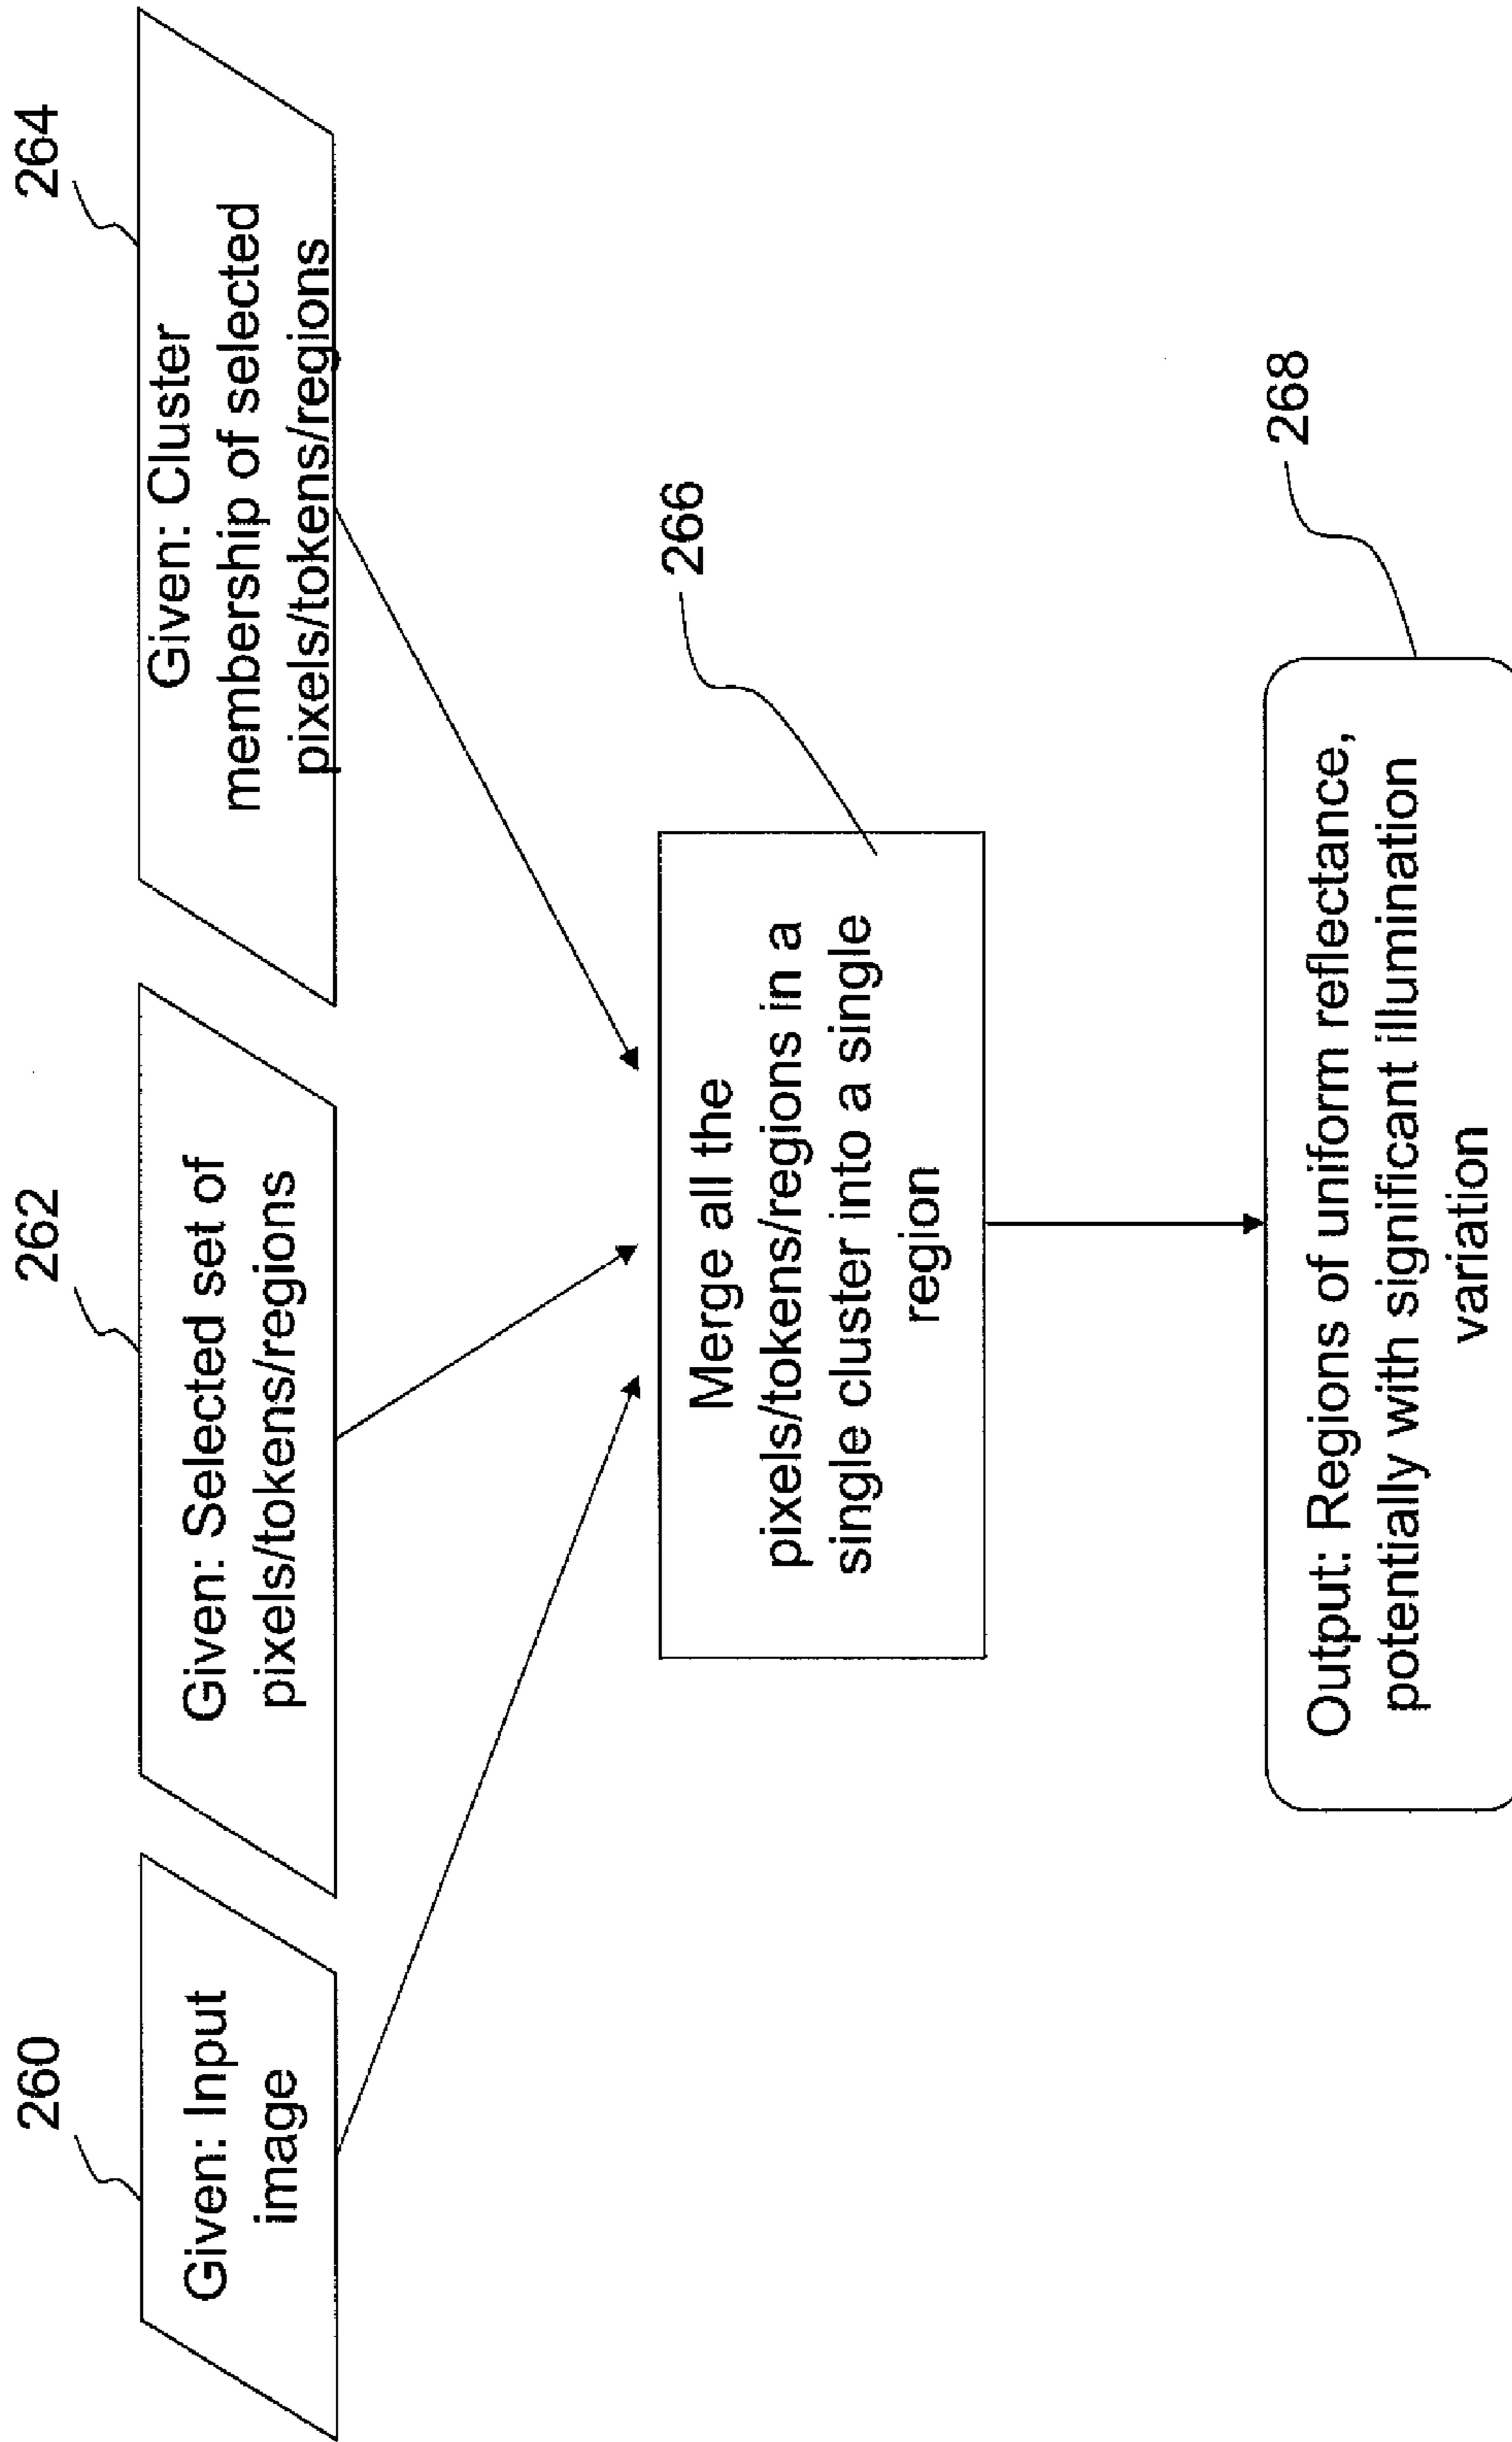 260
Given: Input
image
262
Given: Selected set of
pixels/tokens/regions
264
Given: Cluster
membership of selected
pixels/tokens/regions
266
Merge all the
pixels/tokens/regions in a
single cluster into a single
region
268
Output: Regions of uniform reflectance,
potentially with significant illumination
variation